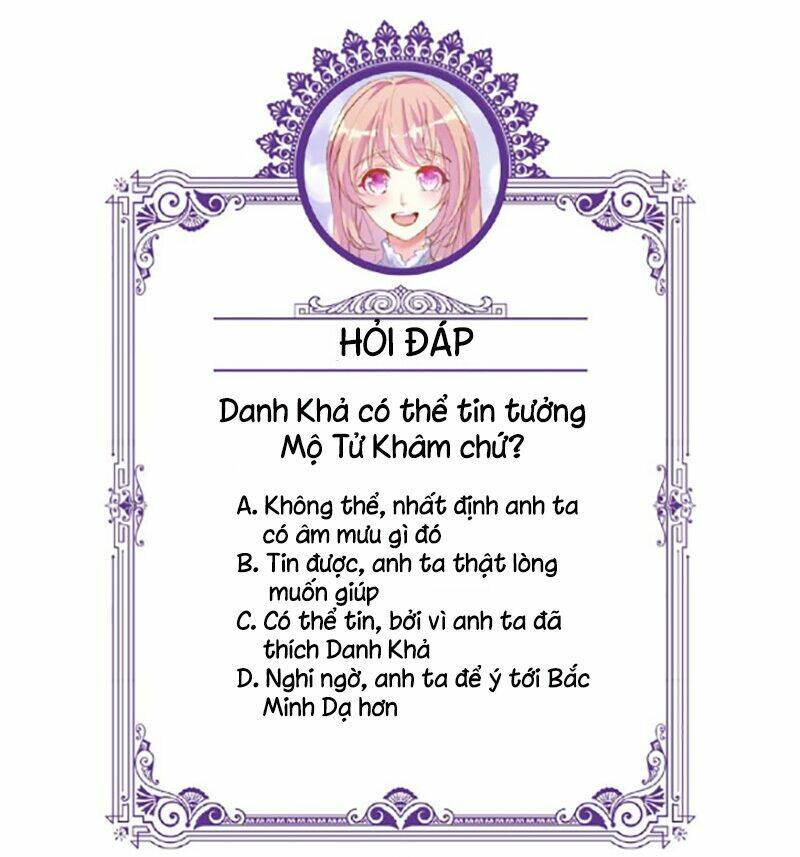 HỎI ĐÁP
Danh Khả có thể tin tưởng
Mộ Tử Khâm chứ?
A. Không thể, nhất định anh ta
có âm mưu gì đó
B. Tin được, anh ta thật lòng
muốn giúp
C. Có thể tin, bởi vì anh ta đã
thích Danh Khả
D. Nghi ngờ, anh ta để ý tới Bắc
Minh Dạ hơn